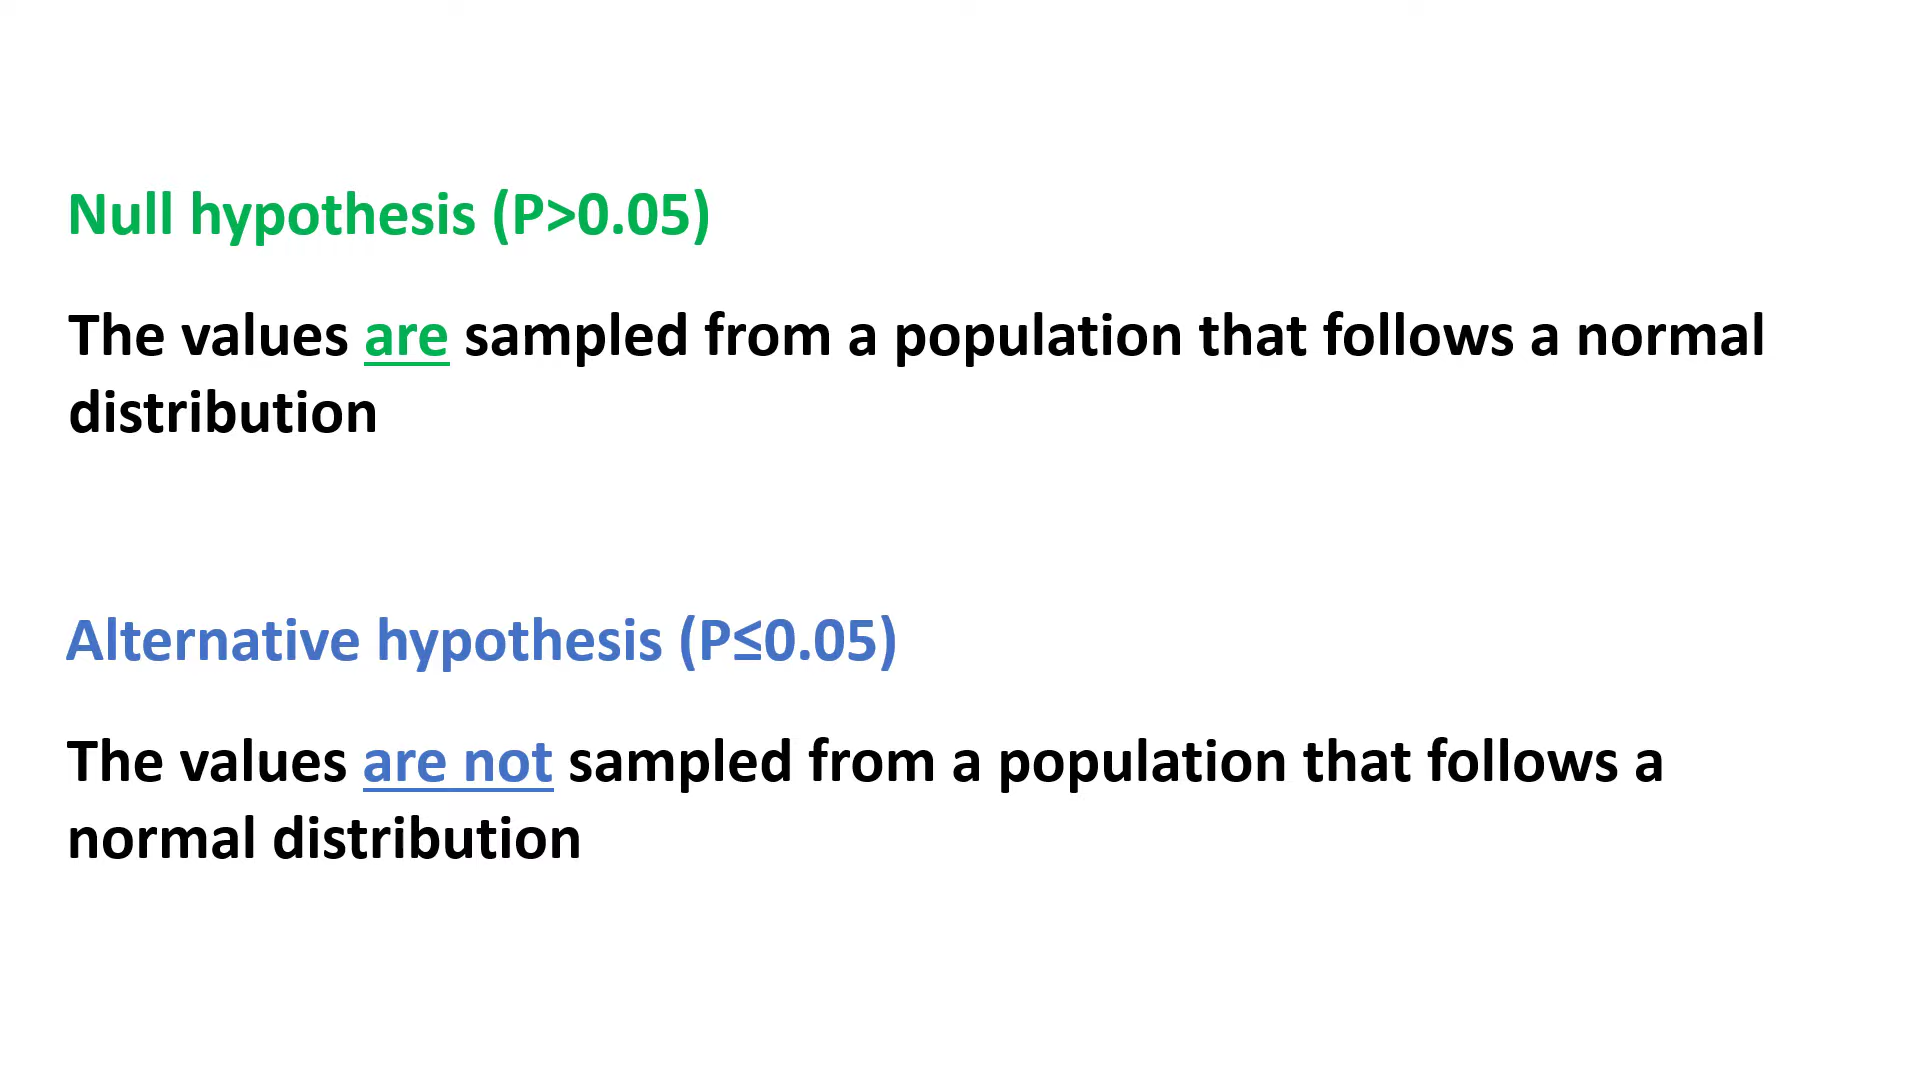 Null hypothesis (P>0.05)
The values are sampled from a population that follows a normal
distribution
Alternative hypothesis (P≤0.05)
The values are not sampled from a population that follows a
normal distribution